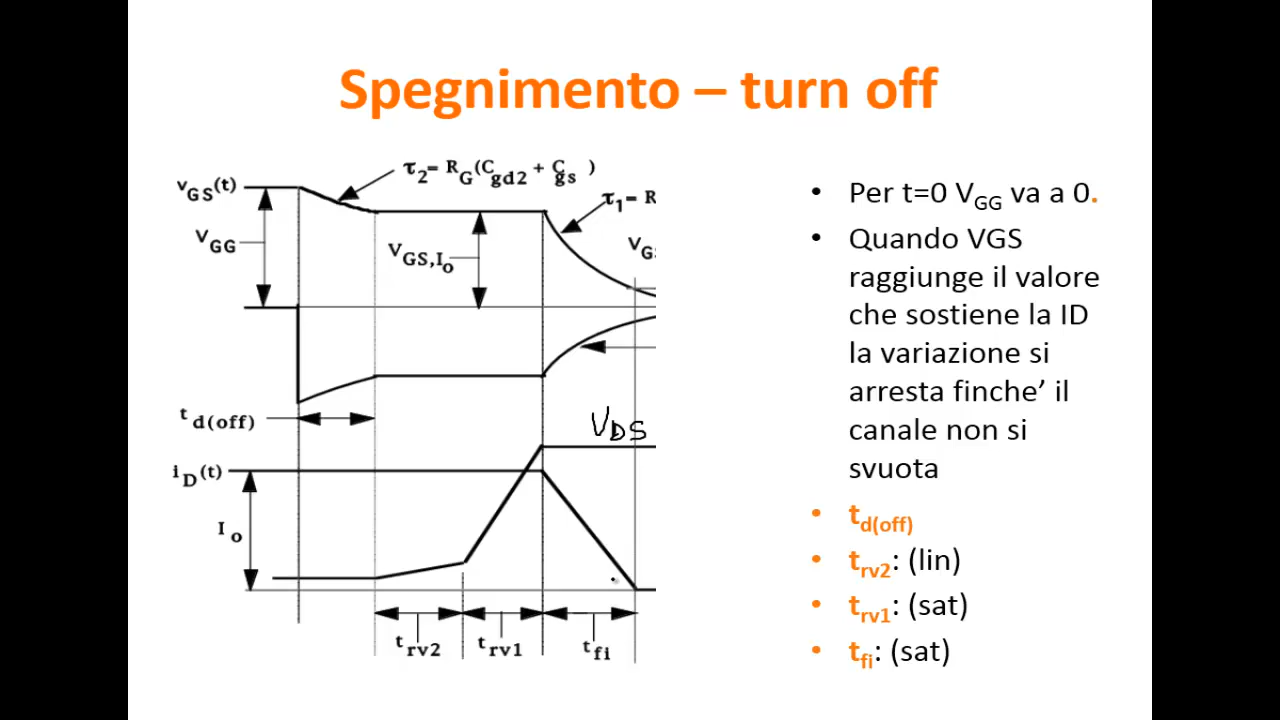 Spegnimento – turn off
τ2= RG(Cgd2 + Cgs )
vGS(t)
τ1= R
VGG
VGS,Io
VGS
td(off)
VDS
iD(t)
Io
trv2
trv1
tfi
• Per t=0 VGG va a 0.
• Quando VGS
raggiunge il valore
che sostiene la ID
la variazione si
arresta finche’ il
canale non si
svuota
• td(off)
• trv2: (lin)
• trv1: (sat)
• tfi: (sat)